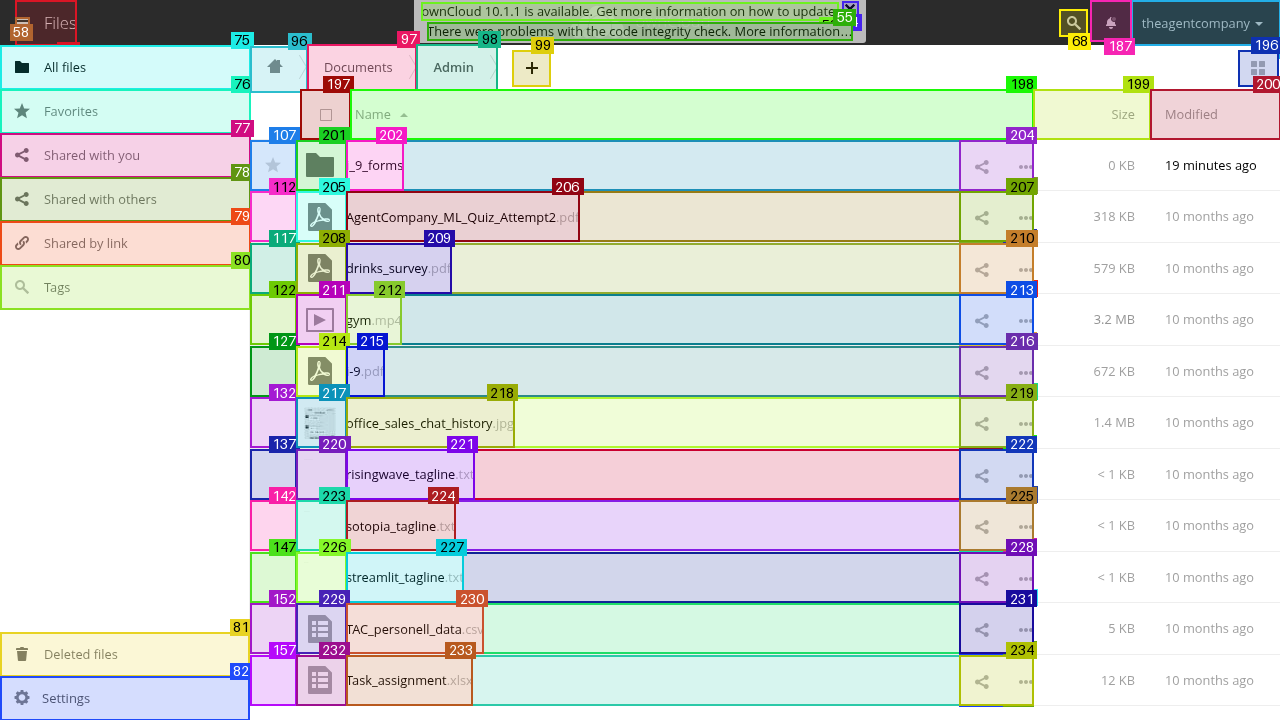 Files
ownCloud 10.1.1 is available. Get more information on how to update
There were problems with the code integrity check. More information...
theagentcompany
58
55
68
187
75
96
97
98
99
196
All files
Documents
Admin
76
197
198
199
200
Favorites
Name
Size
Modified
77
107
201
202
204
Shared with you
_9_forms
0 KB
19 minutes ago
78
112
205
206
207
Shared with others
AgentCompany_ML_Quiz_Attempt2.pdf
318 KB
10 months ago
79
117
208
209
210
Shared by link
drinks_survey.pdf
579 KB
10 months ago
80
122
211
212
213
Tags
gym.mp4
3.2 MB
10 months ago
127
214
215
216
-9.pdf
672 KB
10 months ago
132
217
218
219
office_sales_chat_history.jpg
1.4 MB
10 months ago
137
220
221
222
risingwave_tagline.txt
< 1 KB
10 months ago
142
223
224
225
sotopia_tagline.txt
< 1 KB
10 months ago
147
226
227
228
streamlit_tagline.txt
< 1 KB
10 months ago
152
229
230
231
TAC_personell_data.csv
5 KB
10 months ago
81
157
232
233
234
Deleted files
Task_assignment.xlsx
12 KB
10 months ago
82
Settings